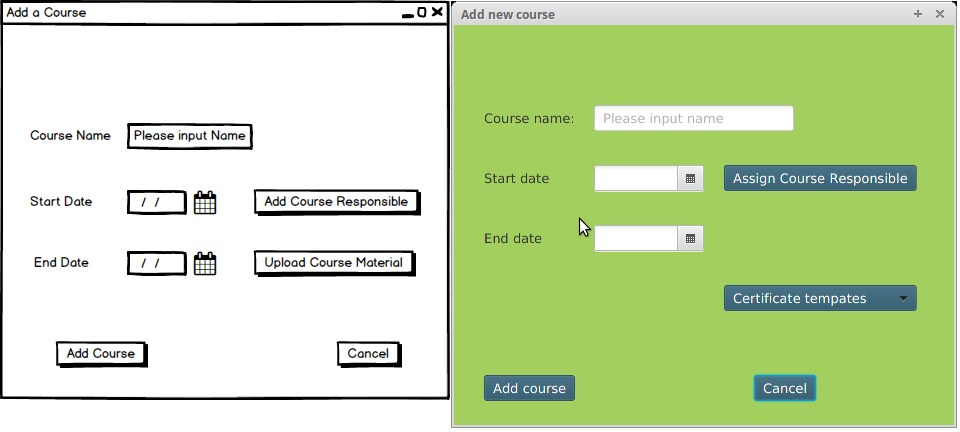 Add a Course
Course Name
Please input Name
Start Date
/ /
Add Course Responsible
End Date
/ /
Upload Course Material
Add Course
Cancel
Add new course
Course name:
Please input name
Start date
Assign Course Responsible
End date
Certificate tempates
Add course
Cancel